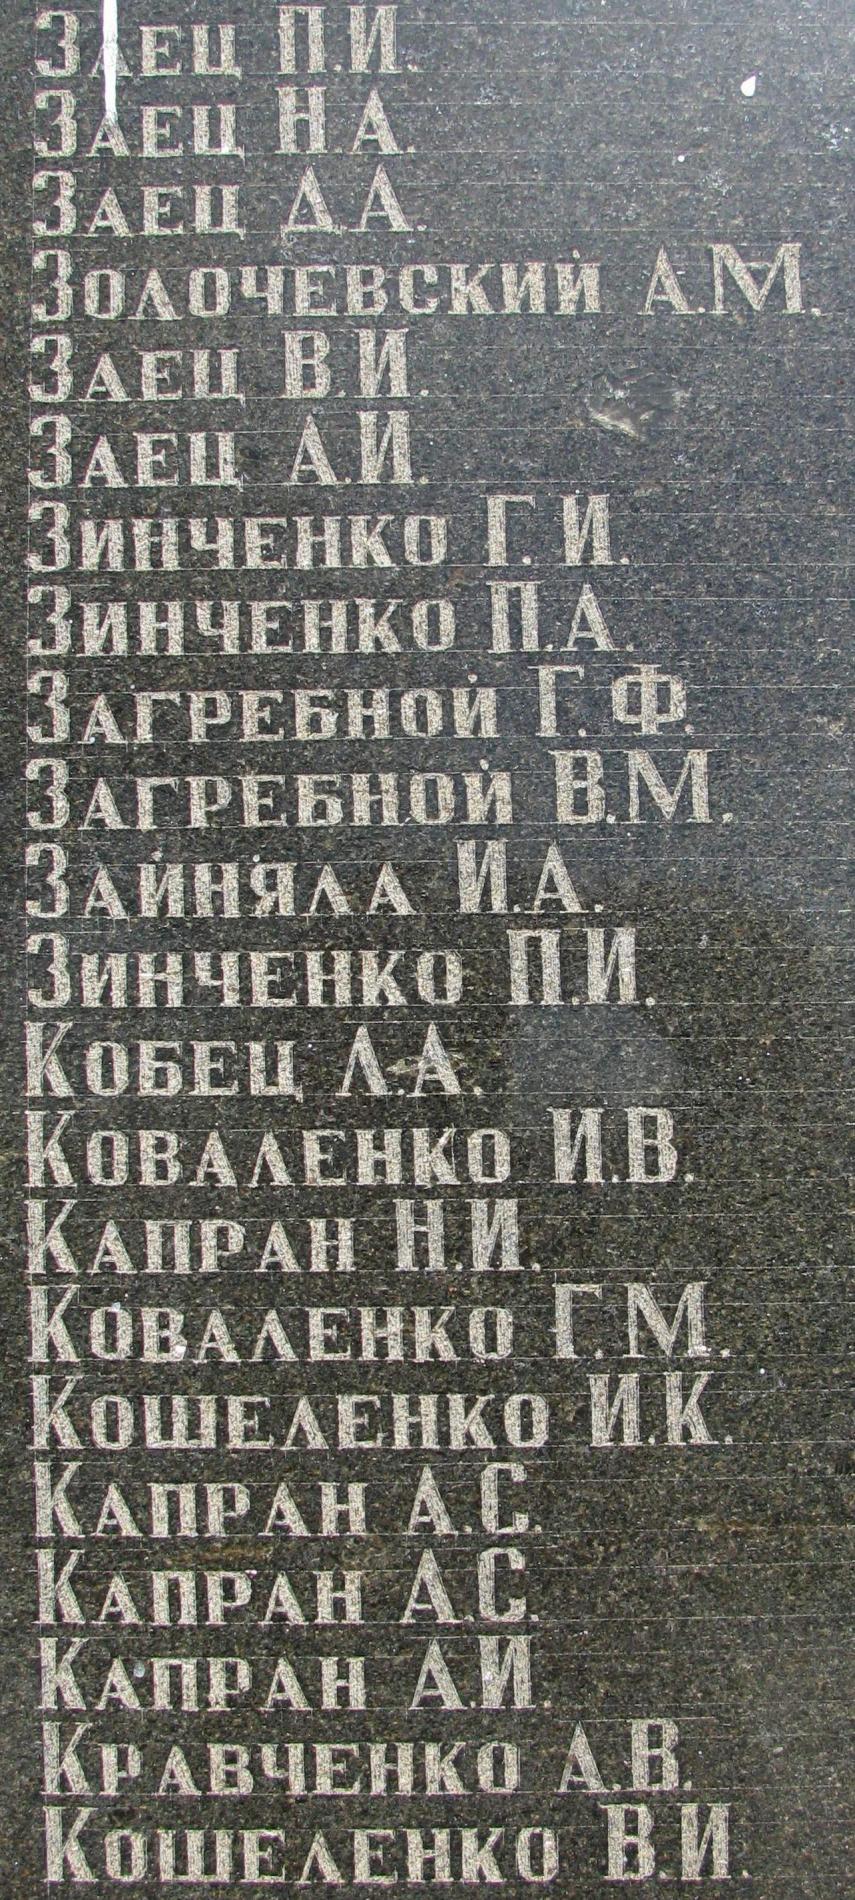 Заец П.И.
Заец Н.А.
Заец Д.А.
Золочевский А.М.
Заец В.И.
Заец А.И.
Зинченко Г.И.
Зинченко П.А.
Загребной Г.Ф.
Загребной В.М.
Зайняла И.А.
Зинченко П.И.
Кобец Л.А.
Коваленко И.В.
Капран Н.И.
Коваленко Г.М.
Кошеленко И.К.
Капран А.С.
Капран А.С.
Капран А.И.
Кравченко А.В.
Кошеленко В.И.